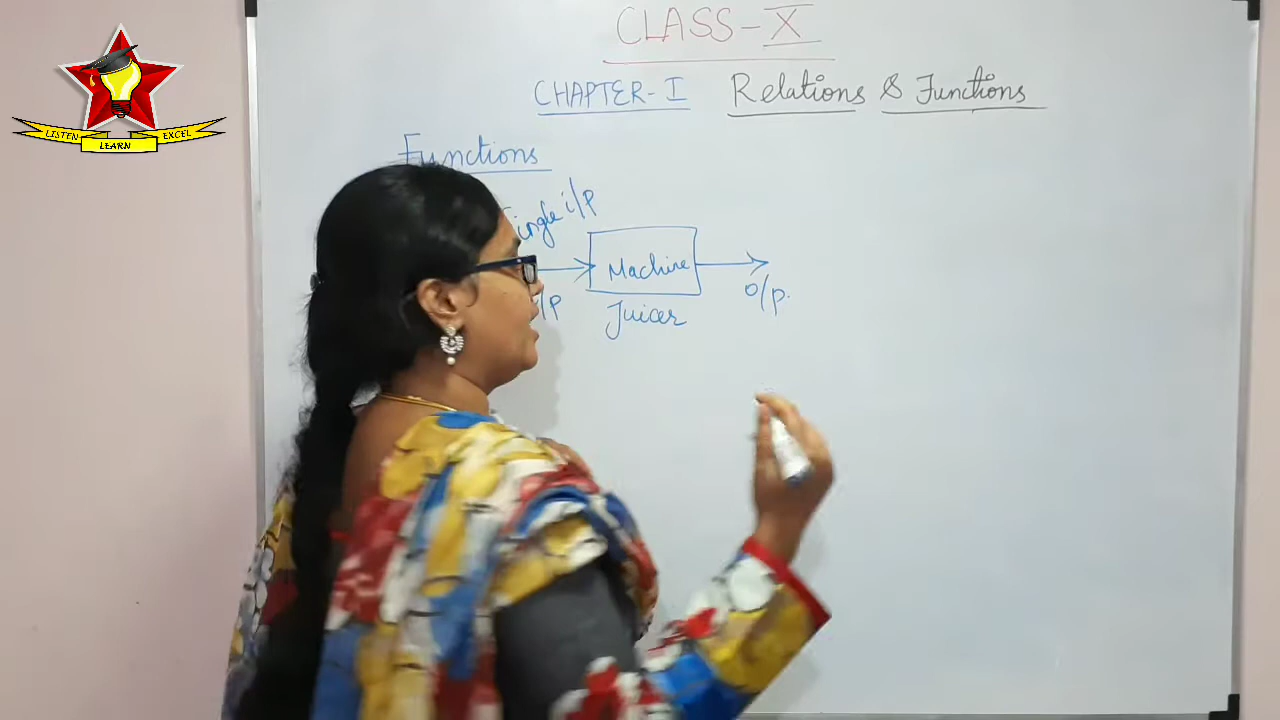 CLASS-X
CHAPTER-I Relations & Functions
Functions
Single i/p
Machine
o/p.
Juicer
LISTEN
LEARN
EXCEL